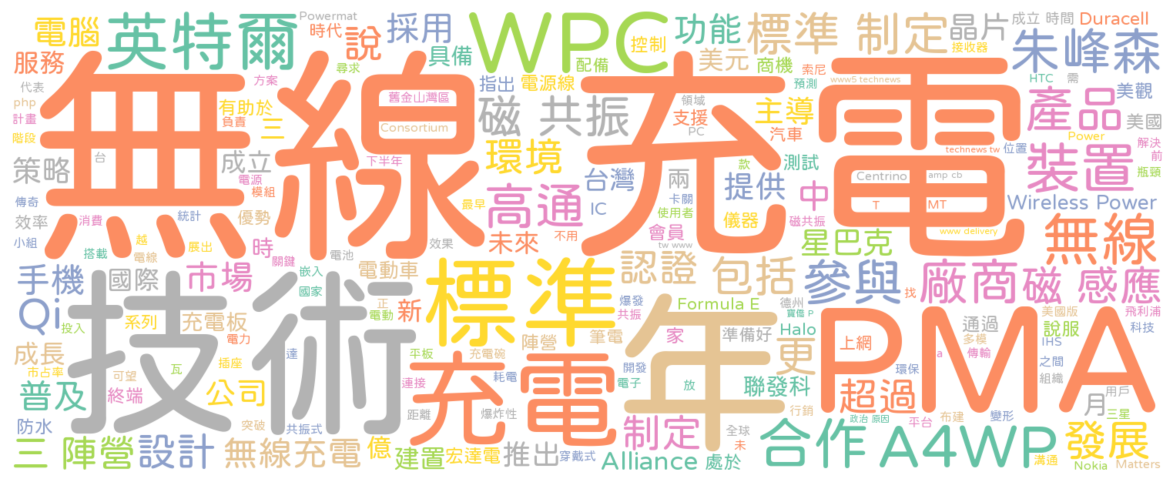 Powermat
成立 時間 Duracell
電腦 英特爾 時代 說 採用 WPC 控制 功能 標準 制定 晶片 接收器 朱峰森
服務 具備 配備 美元 商機 索尼
代表 尋求 指出 電源線 預測 www5 technews HTC 需 美觀
php 方案 有助於 舊金山灣區 磁 共振 領域 支援 主導 產品 美國
計畫 負責 三 Consortium PC 汽車 Power 解決
階段 無線充電 technews tw 位置 前
策略 台 成立 下半年 環境 款 測試 裝置 瓶頸
電源 模組 台灣 兩 提供 Centrino amp cb
傳奇 消費 統計 最早 高通 IC 卡關 中 T MT Wireless Power
效率 優勢 使用者 儀器 磁共振 www delivery
小組 越 展出 時 效果 未來 不用 會員 tw www 星巴克 無線
搭載 電線 關鍵 電池
手機 國際 市場 嵌入 電動車 標準 認證 包括 參與 廠商 磁 感應
Qi 技術 國家 正 新 爆發 Formula E 德州 找 美國版 飛利浦
投入 系列 充電板 電力 電動 共振 寶僑 P 通過 說服 科技
成長 插座 達 平板 充電碗 陣營 筆電 家 準備好 Halo 上網 多模 IHS
市占率 可望 瓦 耗電 開發 年 更 PMA a 傳輸 之間
普及 終端 公司 連接 充電 電子 放 聯發科 環保 組織
超過 月 用戶
防水 突破 共振式 距離 爆炸性 制定 全球 行銷 平台 布建 變形 三星
未 政治 原因
三 陣營 設計 無線充電 億 建置 宏達電 推出 穿戴式 Alliance 處於 合作 A4WP 溝通 發展
Nokia Matters